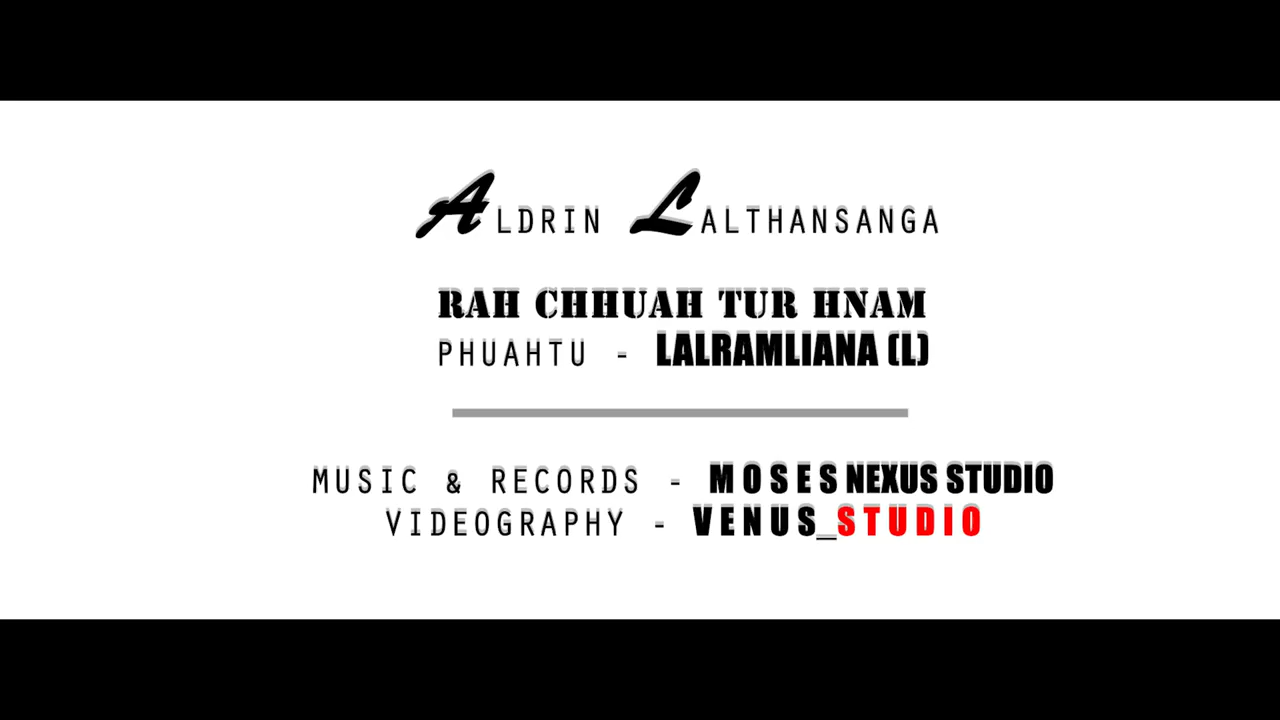 ALDRIN LALTHANSANGA
RAH CHHUAH TUR HNAM
PHUAHTU - LALRAMLIANA (L)
MUSIC & RECORDS - MOSES NEXUS STUDIO
VIDEOGRAPHY - VENUS_STUDIO